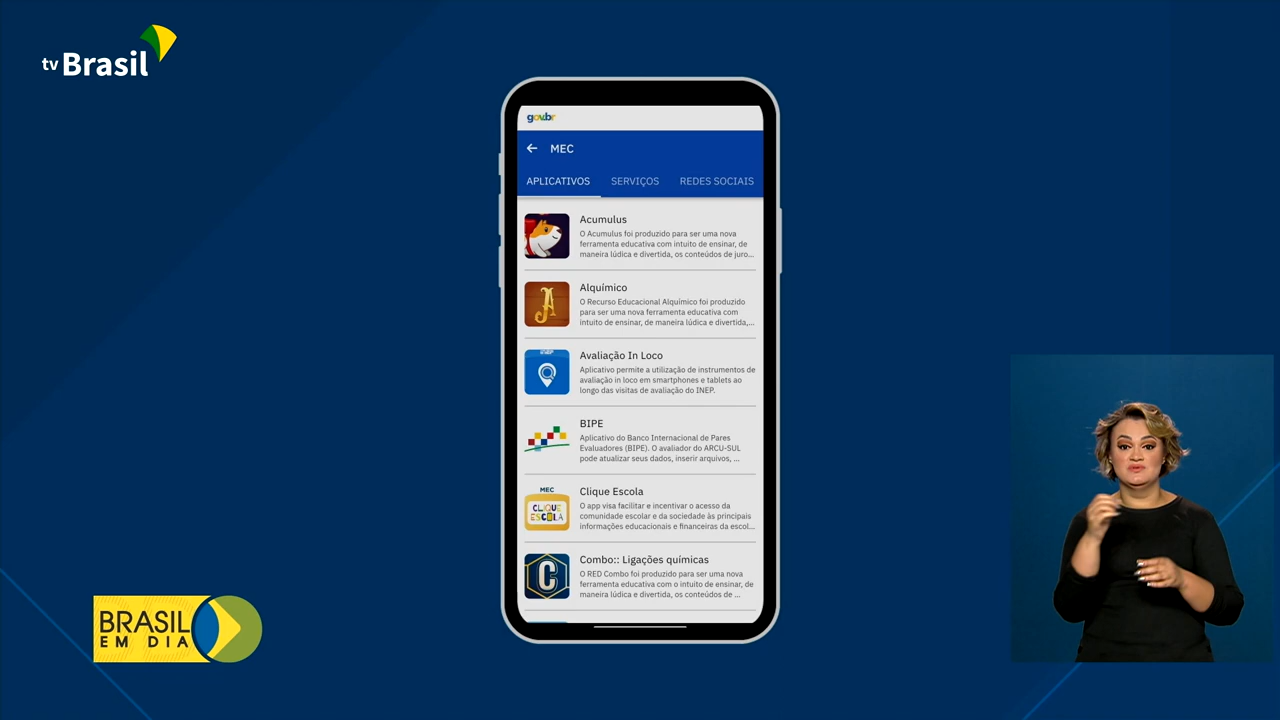 tv Brasil
gov.br
MEC
APLICATIVOS SERVIÇOS REDES SOCIAIS
Acumulus
O Acumulus foi produzido para ser uma nova
ferramenta educativa com intuito de ensinar, de
maneira lúdica e divertida, os conteúdos de juro...
A
Alquímico
O Recurso Educacional Alquímico foi produzido
para ser uma nova ferramenta educativa com
intuito de ensinar, de maneira lúdica e divertida,...
INEP
Avaliação In Loco
Aplicativo permite a utilização de instrumentos de
avaliação in loco em smartphones e tablets ao
longo das visitas de avaliação do INEP.
BIPE
Aplicativo do Banco Internacional de Pares
Evaluadores (BIPE). O avaliador do ARCU-SUL
pode atualizar seus dados, inserir arquivos, ...
MEC
CLIQUE
ESCOLA
Clique Escola
O app visa facilitar e incentivar o acesso da
comunidade escolar e da sociedade às principais
informações educacionais e financeiras da escol...
C
Combo:: Ligações químicas
O RED Combo foi produzido para ser uma nova
ferramenta educativa com o intuito de ensinar, de
maneira lúdica e divertida, os conteúdos de ...
BRASIL
EM DIA